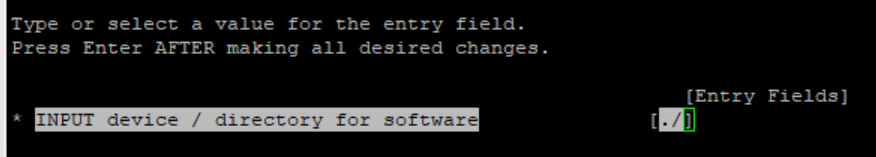 Type or select a value for the entry field.
Press Enter AFTER making all desired changes.
[Entry Fields]
* INPUT device / directory for software [./]